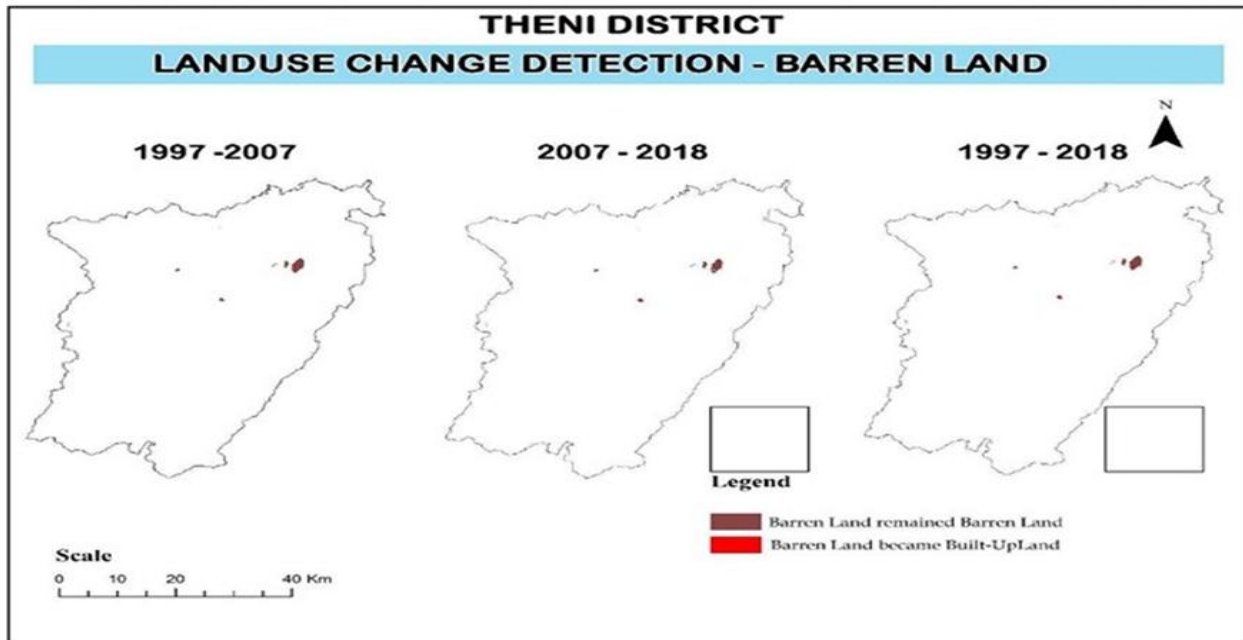 THENI DISTRICT
LANDUSE CHANGE DETECTION - BARREN LAND
N
1997 -2007
2007 - 2018
1997 - 2018
Legend
Barren Land remained Barren Land
Barren Land became Built-UpLand
Scale
0 10 20 40 Km